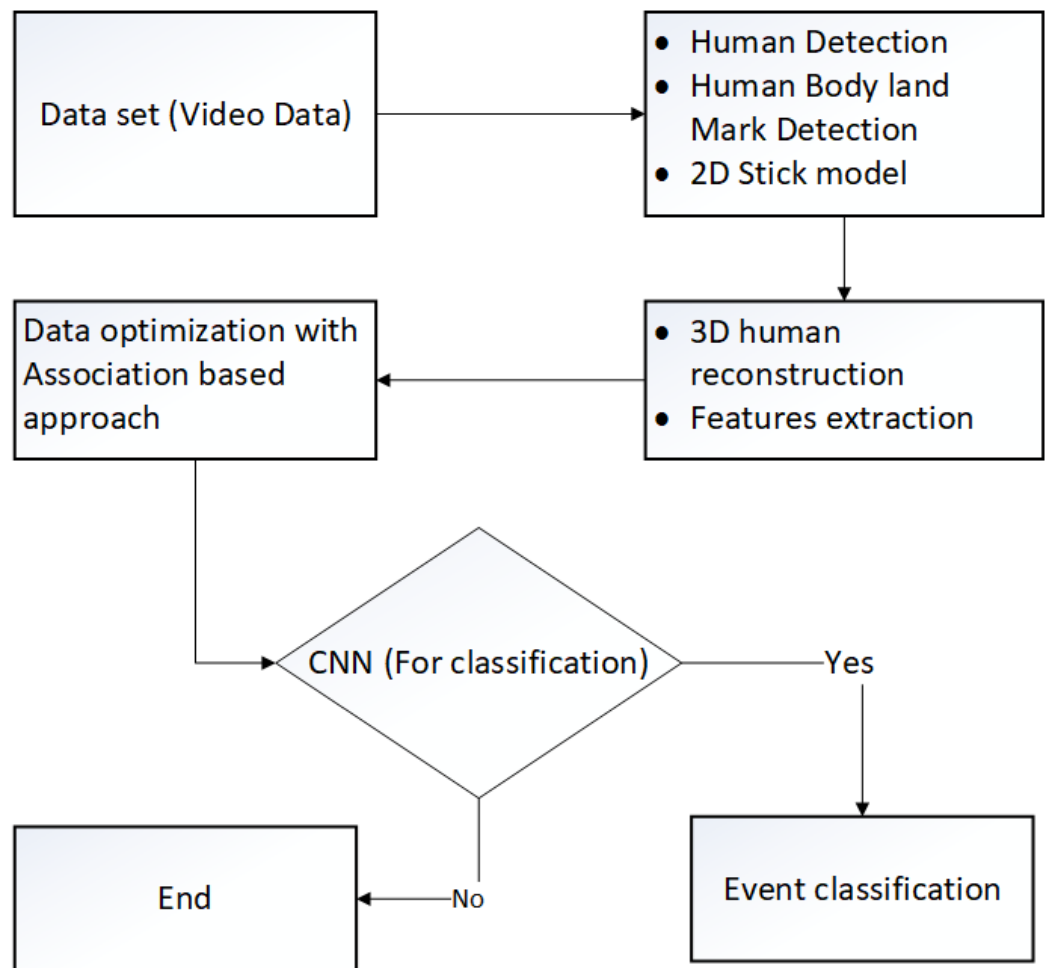 Data set (Video Data)
● Human Detection
● Human Body land
Mark Detection
● 2D Stick model
● 3D human
reconstruction
● Features extraction
Data optimization with
Association based
approach
CNN (For classification)
Yes
No
End
Event classification